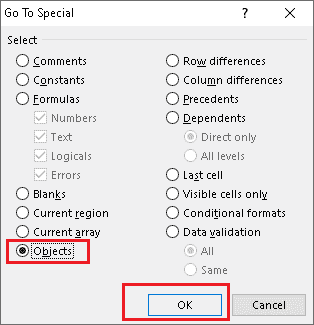 Go To Special
?
Select
Comments
Constants
Formulas
Numbers
Text
Logicals
Errors
Blanks
Current region
Current array
Objects
Row differences
Column differences
Precedents
Dependents
Direct only
All levels
Last cell
Visible cells only
Conditional formats
Data validation
All
Same
OK
Cancel